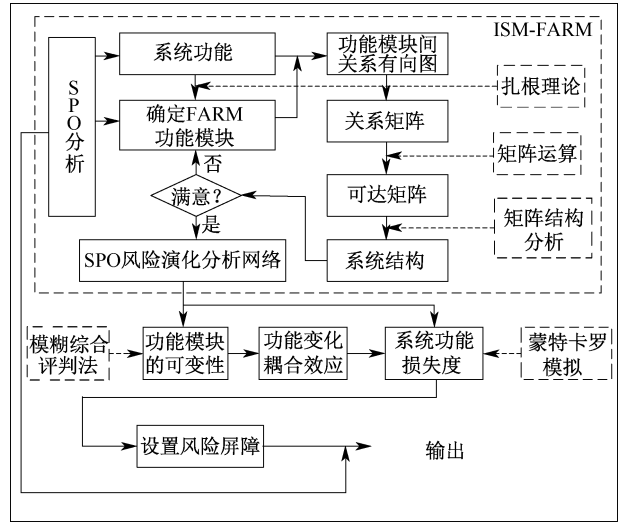 ISM-FARM
SPO分析
系统功能
功能模块间
关系有向图
扎根理论
确定FARM
功能模块
关系矩阵
矩阵运算
否
满意？
可达矩阵
是
矩阵结构
分析
SPO风险演化分析网络
系统结构
模糊综合
评判法
功能模块
的可变性
功能变化
耦合效应
系统功能
损失度
蒙特卡罗
模拟
设置风险屏障
输出